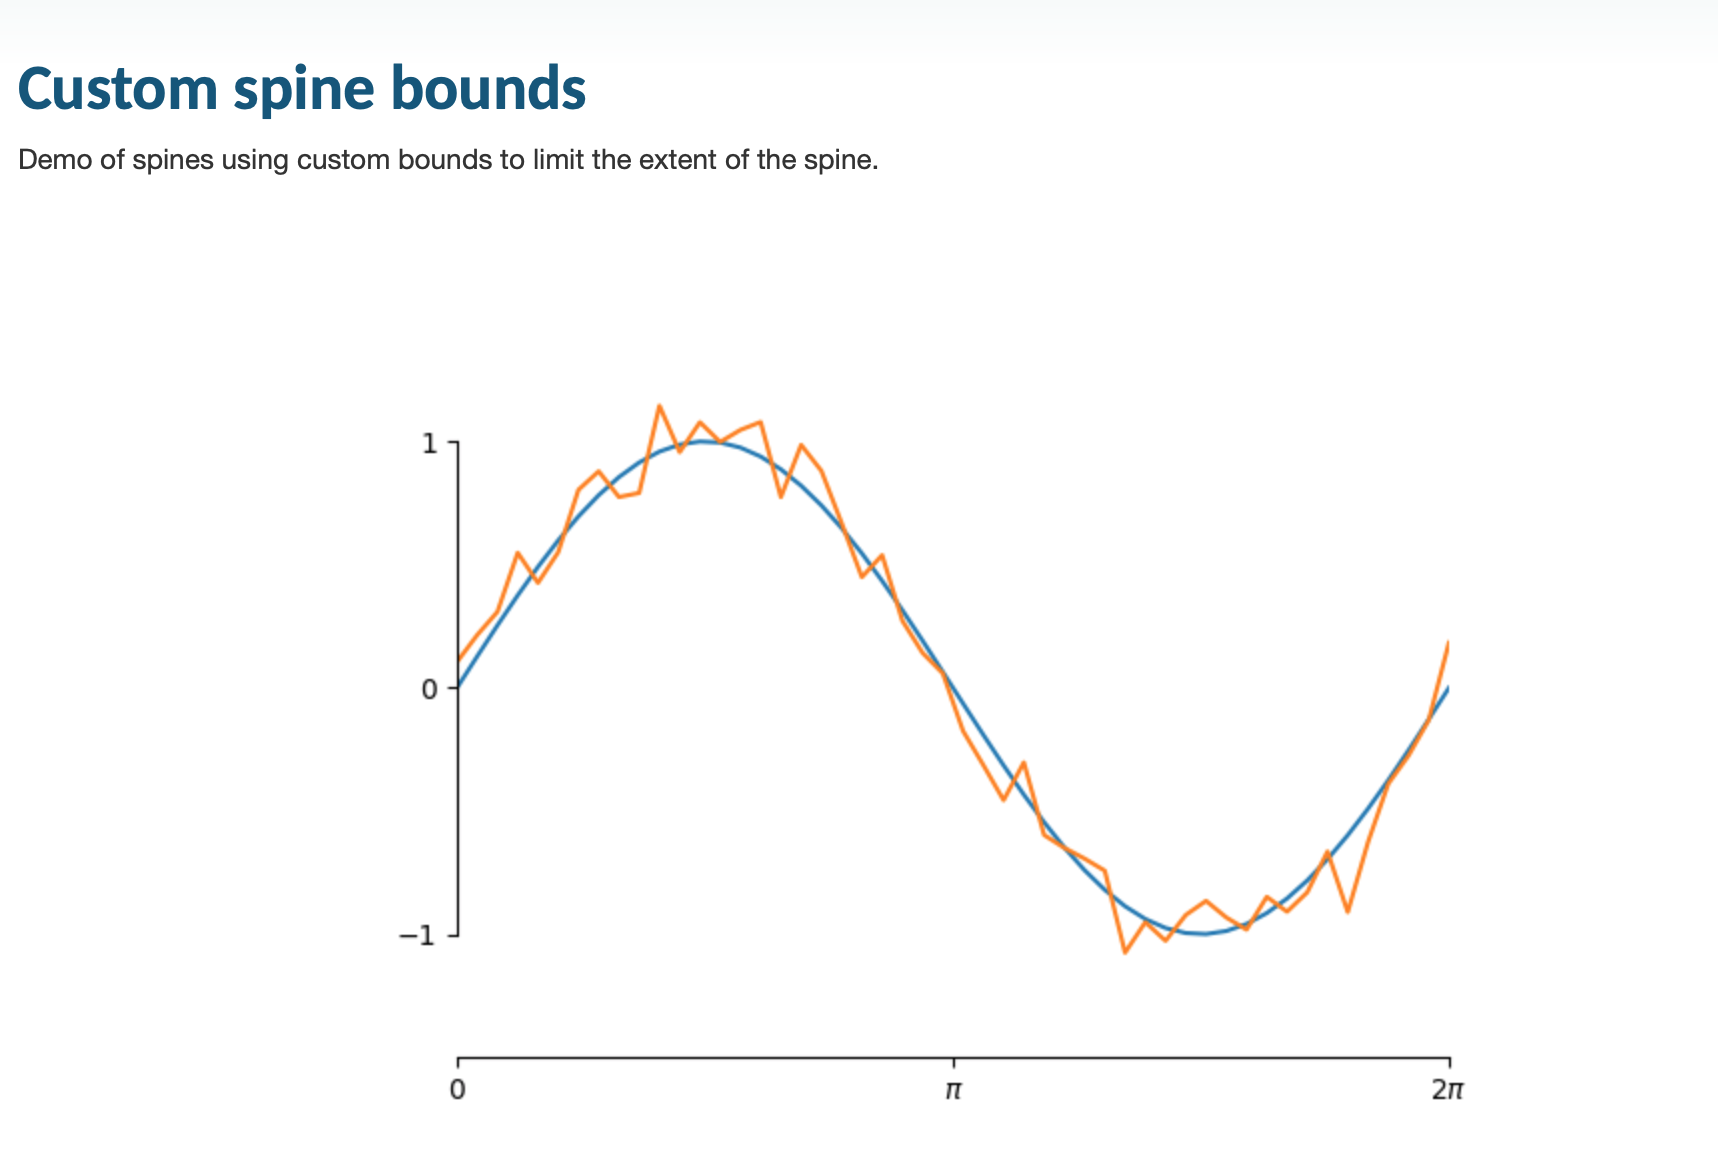 Custom spine bounds
Demo of spines using custom bounds to limit the extent of the spine.
1
0
−1
0 π 2π